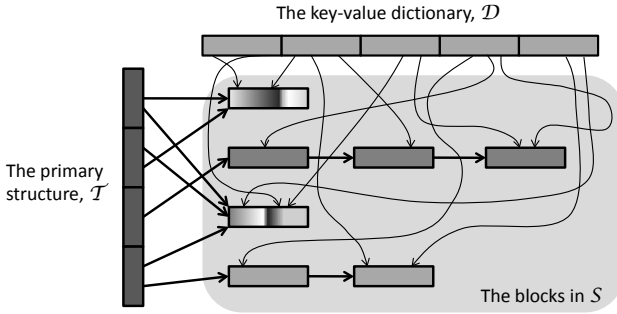 The key-value dictionary, 𝒟
The primary
structure, 𝒯
The blocks in 𝒮